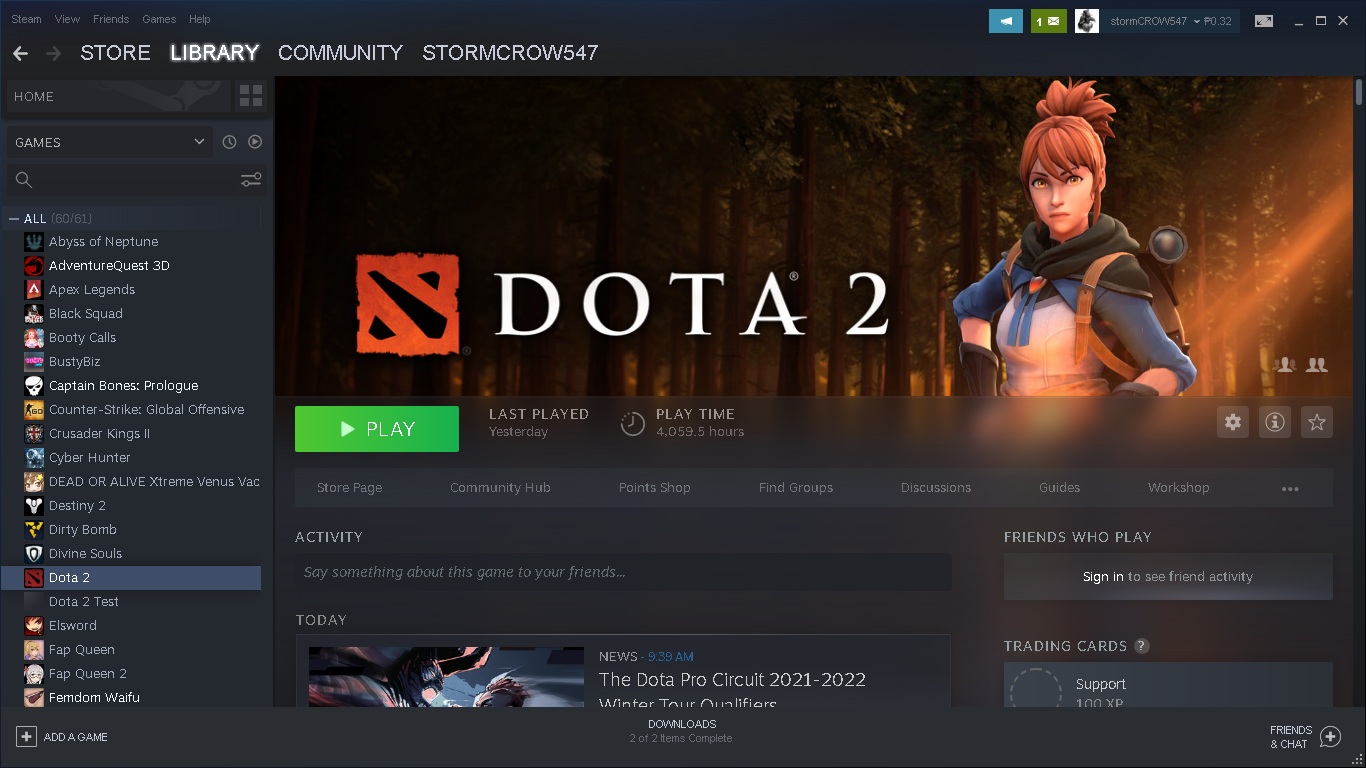 Steam View Friends Games Help
1
stormCROW547 ₱0.32
STORE LIBRARY COMMUNITY STORMCROW547
HOME
GAMES
ALL (60/61)
Abyss of Neptune
AdventureQuest 3D
Apex Legends
Black Squad
Booty Calls
BustyBiz
Captain Bones: Prologue
Counter-Strike: Global Offensive
Crusader Kings II
Cyber Hunter
DEAD OR ALIVE Xtreme Venus Vac
Destiny 2
Dirty Bomb
Divine Souls
Dota 2
Dota 2 Test
Elsword
Fap Queen
Fap Queen 2
Femdom Waifu
DOTA® 2
PLAY
LAST PLAYED
Yesterday
PLAY TIME
4,059.5 hours
Store Page Community Hub Points Shop Find Groups Discussions Guides Workshop
ACTIVITY
Say something about this game to your friends...
TODAY
NEWS - 9:39 AM
The Dota Pro Circuit 2021-2022
Winter Tour Qualifiers
FRIENDS WHO PLAY
Sign in to see friend activity
TRADING CARDS ?
Support
100 XP
ADD A GAME
DOWNLOADS
2 of 2 Items Complete
FRIENDS
& CHAT